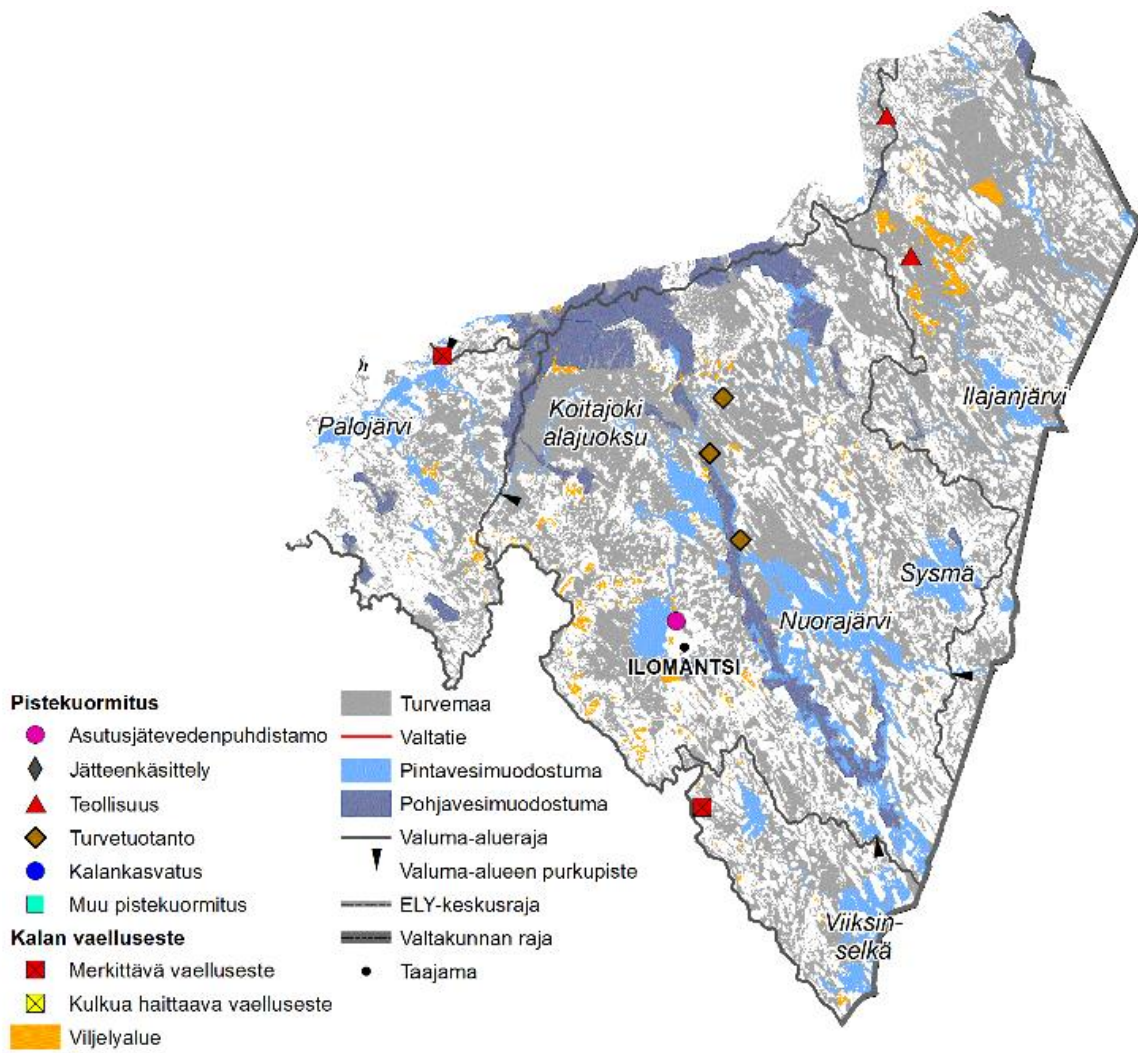 Palojärvi
Koitajoki
alajuoksu
Ilajanjärvi
Sysmä
Nuorajärvi
ILOMANTSI
Viiksin-
selkä
Pistekuormitus
Asutusjätevedenpuhdistamo
Jätteenkäsittely
Teollisuus
Turvetuotanto
Kalankasvatus
Muu pistekuormitus
Kalan vaelluseste
Merkittävä vaelluseste
Kulkua haittaava vaelluseste
Viljelyalue
Turvemaa
Valtatie
Pintavesimuodostuma
Pohjavesimuodostuma
Valuma-alueraja
Valuma-alueen purkupiste
ELY-keskusraja
Valtakunnan raja
Taajama